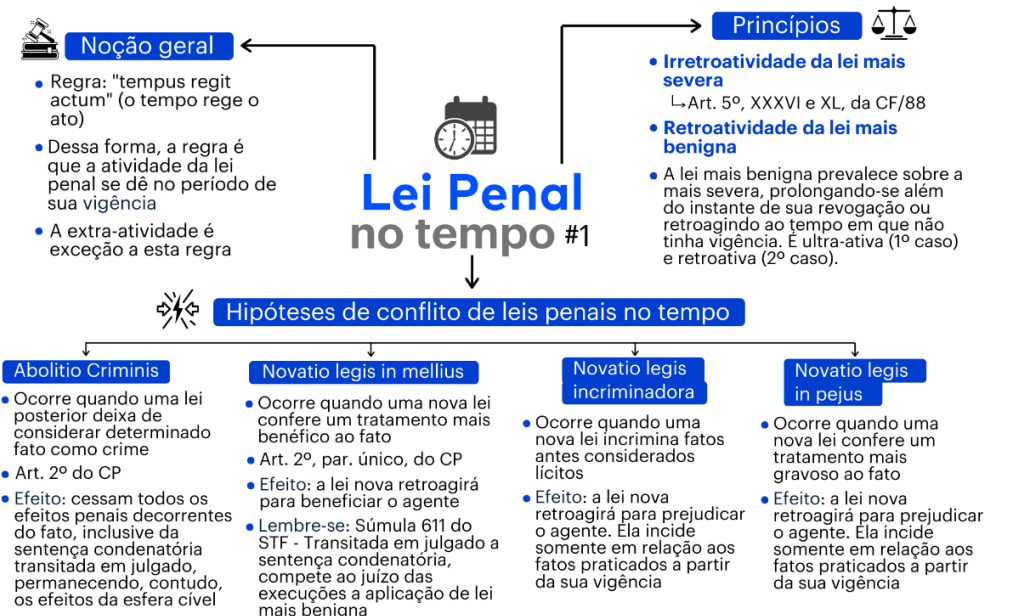 Noção geral
Regra: "tempus regit
actum" (o tempo rege o
ato)
Dessa forma, a regra é
que a atividade da lei
penal se dê no período de
sua vigência
A extra-atividade é
exceção a esta regra
Princípios
Irretroatividade da lei mais
severa
Art. 5º, XXXVI e XL, da CF/88
Retroatividade da lei mais
benigna
A lei mais benigna prevalece sobre a
mais severa, prolongando-se além
do instante de sua revogação ou
retroagindo ao tempo em que não
tinha vigência. É ultra-ativa (1º caso)
e retroativa (2º caso).
Lei Penal
no tempo #1
Hipóteses de conflito de leis penais no tempo
Abolitio Criminis
Ocorre quando uma lei
posterior deixa de
considerar determinado
fato como crime
Art. 2º do CP
Efeito: cessam todos os
efeitos penais decorrentes
do fato, inclusive da
sentença condenatória
transitada em julgado,
permanecendo, contudo,
os efeitos da esfera cível
Novatio legis in mellius
Ocorre quando uma nova lei
confere um tratamento mais
benéfico ao fato
Art. 2º, par. único, do CP
Efeito: a lei nova retroagirá
para beneficiar o agente
Lembre-se: Súmula 611 do
STF - Transitada em julgado a
sentença condenatória,
compete ao juízo das
execuções a aplicação de lei
mais benigna
Novatio legis
incriminadora
Ocorre quando uma
nova lei incrimina fatos
antes considerados
lícitos
Efeito: a lei nova
retroagirá para prejudicar
o agente. Ela incide
somente em relação aos
fatos praticados a partir
da sua vigência
Novatio legis
in pejus
Ocorre quando uma
nova lei confere um
tratamento mais
gravoso ao fato
Efeito: a lei nova
retroagirá para prejudicar
o agente. Ela incide
somente em relação aos
fatos praticados a partir
da sua vigência